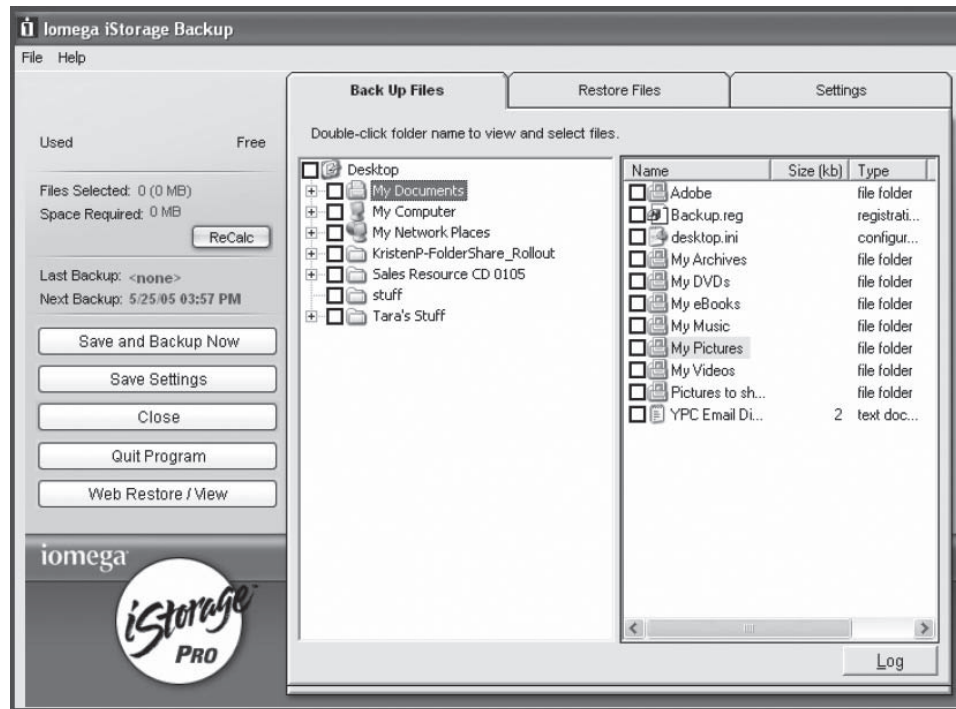 Iomega iStorage Backup
File Help
Used Free
Files Selected: 0 (0 MB)
Space Required: 0 MB
ReCalc
Last Backup: <none>
Next Backup: 5/25/05 03:57 PM
Save and Backup Now
Save Settings
Close
Quit Program
Web Restore / View
iomega
iStorage™
PRO
Back Up Files Restore Files Settings
Double-click folder name to view and select files.
Desktop
My Documents
My Computer
My Network Places
KristenP-FolderShare_Rollout
Sales Resource CD 0105
stuff
Tara's Stuff
Name Size (kb) Type
Adobe file folder
Backup.reg registrati...
desktop.ini configur...
My Archives file folder
My DVDs file folder
My eBooks file folder
My Music file folder
My Pictures file folder
My Videos file folder
Pictures to sh... file folder
YPC Email Di... 2 text doc...
Log